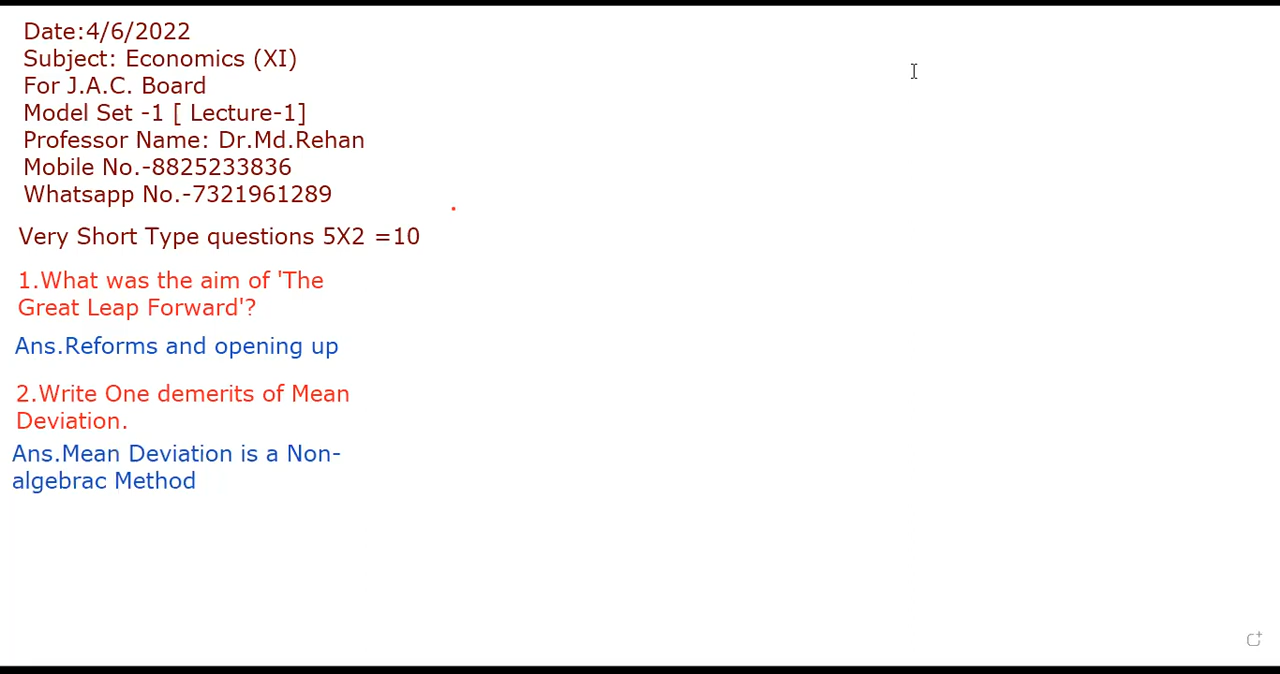 Date:4/6/2022
Subject: Economics (XI)
For J.A.C. Board
Model Set -1 [ Lecture-1]
Professor Name: Dr.Md.Rehan
Mobile No.-8825233836
Whatsapp No.-7321961289
Very Short Type questions 5X2 =10
1.What was the aim of 'The
Great Leap Forward'?
Ans.Reforms and opening up
2.Write One demerits of Mean
Deviation.
Ans.Mean Deviation is a Non-
algebrac Method